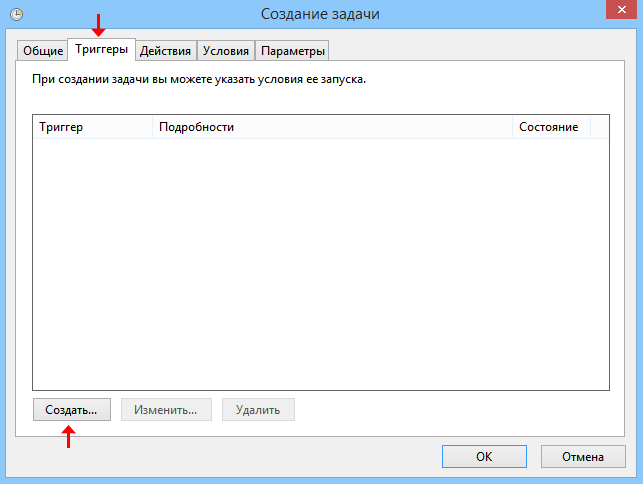 Создание задачи
Общие Триггеры Действия Условия Параметры
При создании задачи вы можете указать условия ее запуска.
Триггер Подробности Состояние
Создать... Изменить... Удалить
OK Отмена